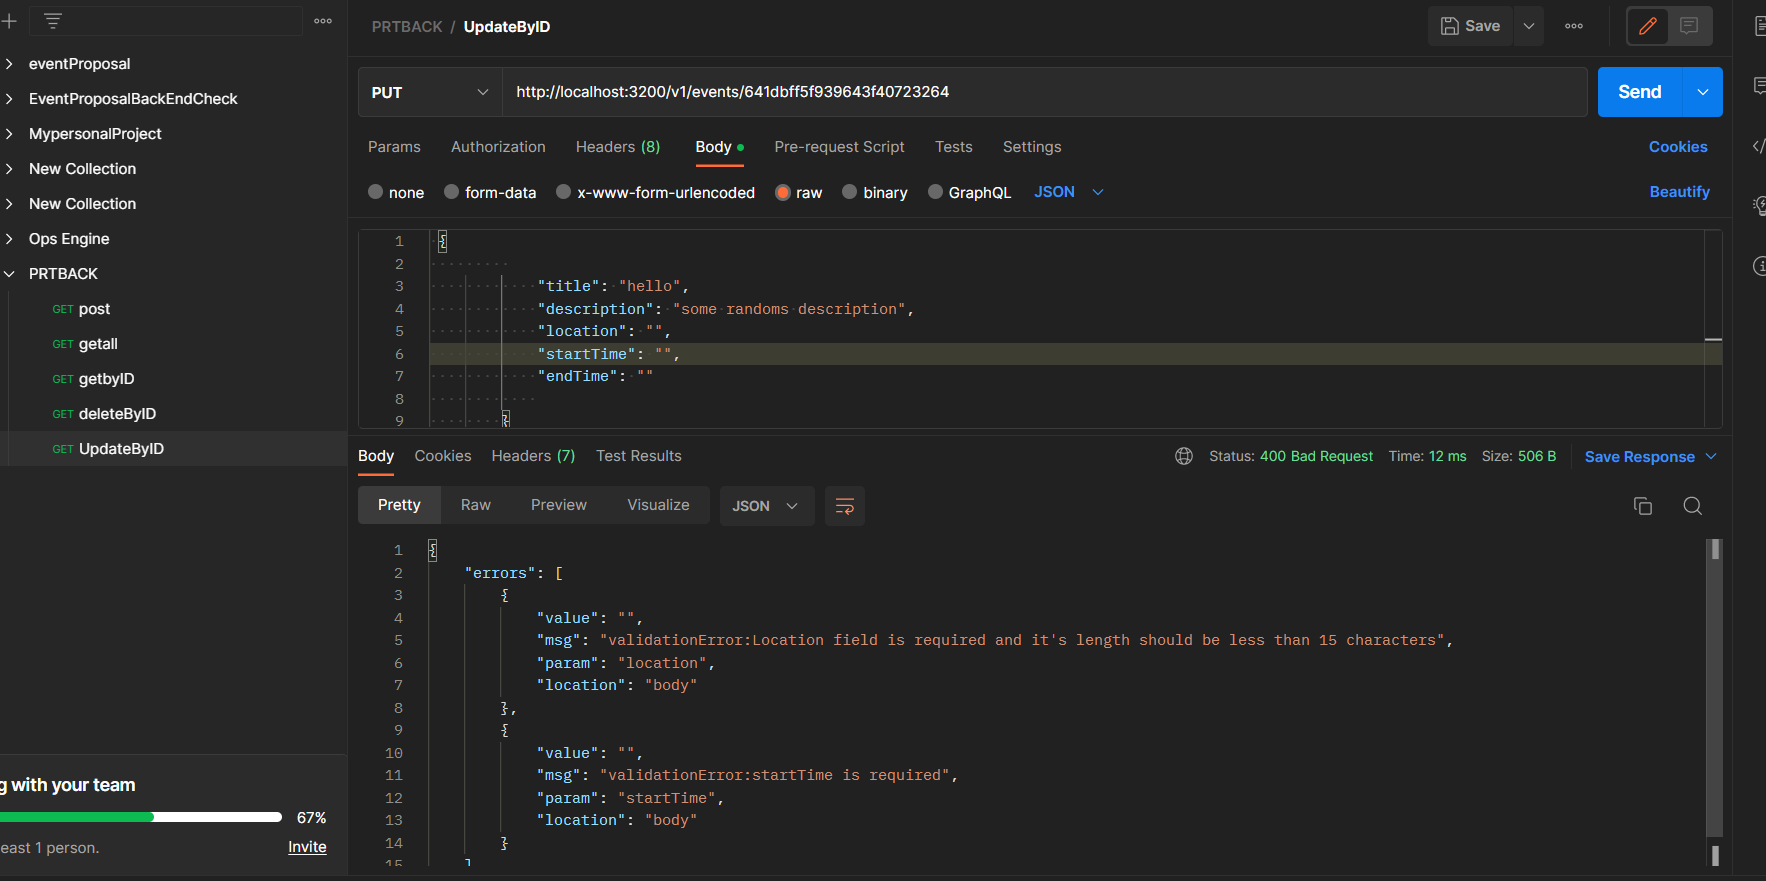 PRTBACK / UpdateByID
Save
eventProposal
EventProposalBackEndCheck
MypersonalProject
New Collection
New Collection
Ops Engine
PRTBACK
GET post
GET getall
GET getbyID
GET deleteByID
GET UpdateByID
g with your team
67%
east 1 person.
Invite
PUT
http://localhost:3200/v1/events/641dbff5f939643f40723264
Send
Params Authorization Headers (8) Body Pre-request Script Tests Settings Cookies
none form-data x-www-form-urlencoded raw binary GraphQL JSON Beautify
1 {
2
3 "title": "hello",
4 "description": "some randoms description",
5 "location": "",
6 "startTime": "",
7 "endTime": ""
8
9 }
Body Cookies Headers (7) Test Results Status: 400 Bad Request Time: 12 ms Size: 506 B Save Response
Pretty Raw Preview Visualize JSON
1 {
2 "errors": [
3 {
4 "value": "",
5 "msg": "validationError:Location field is required and it's length should be less than 15 characters",
6 "param": "location",
7 "location": "body"
8 },
9 {
10 "value": "",
11 "msg": "validationError:startTime is required",
12 "param": "startTime",
13 "location": "body"
14 }
15 ]